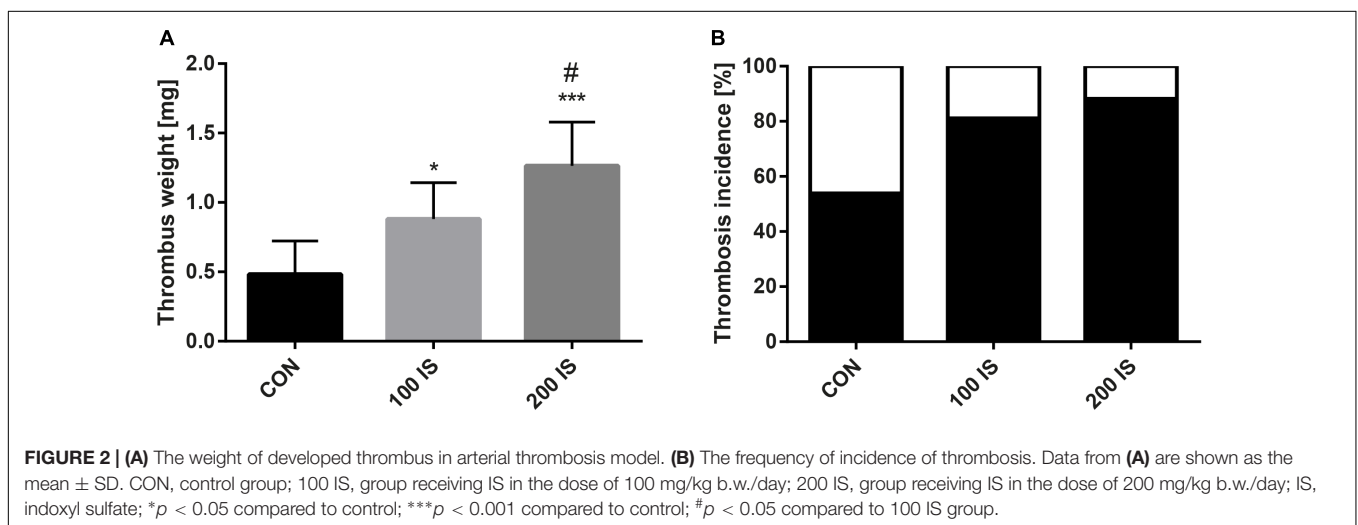 A
Thrombus weight [mg]
2.0
1.5
1.0
0.5
0.0
*
#
***
CON
100 IS
200 IS
B
Thrombosis incidence [%]
100
80
60
40
20
0
CON
100 IS
200 IS
FIGURE 2 | (A) The weight of developed thrombus in arterial thrombosis model. (B) The frequency of incidence of thrombosis. Data from (A) are shown as the
mean ± SD. CON, control group; 100 IS, group receiving IS in the dose of 100 mg/kg b.w./day; 200 IS, group receiving IS in the dose of 200 mg/kg b.w./day; IS,
indoxyl sulfate; *p < 0.05 compared to control; ***p < 0.001 compared to control; #p < 0.05 compared to 100 IS group.